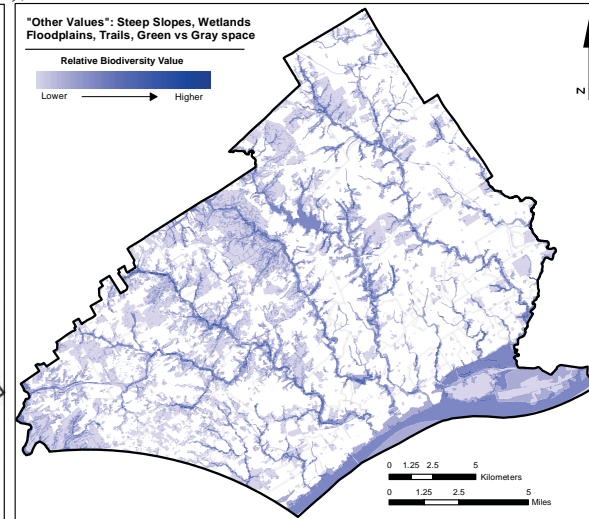 "Other Values": Steep Slopes, Wetlands
Floodplains, Trails, Green vs Gray space
Relative Biodiversity Value
Lower Higher
N
0 1.25 2.5 5
Kilometers
0 1.25 2.5 5
Miles